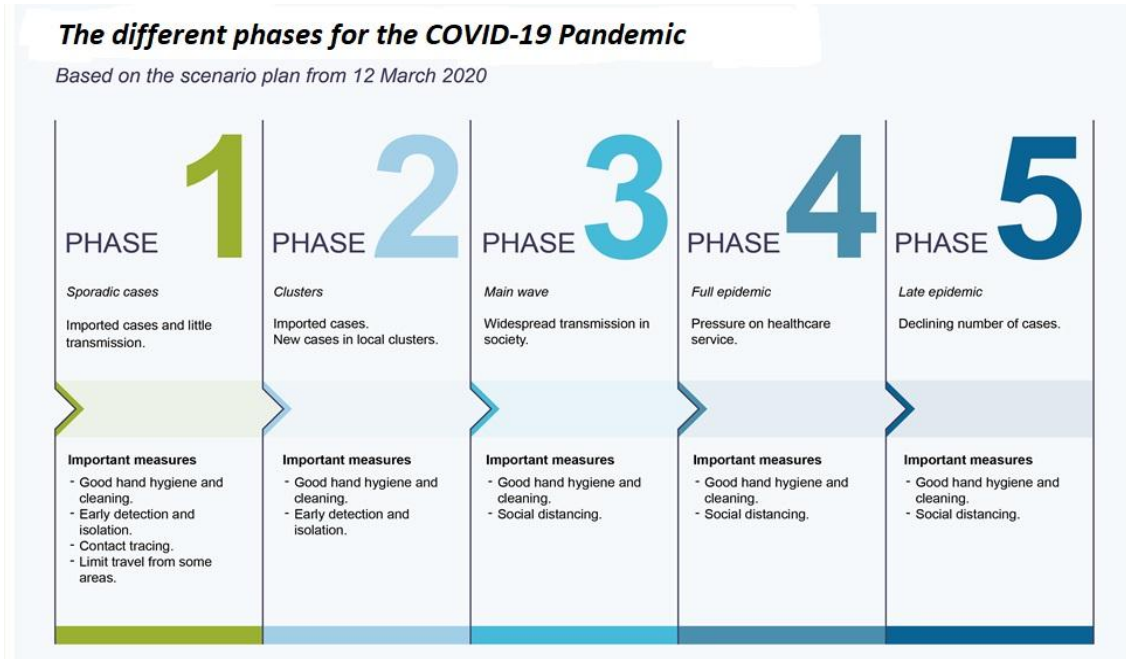 The different phases for the COVID-19 Pandemic
Based on the scenario plan from 12 March 2020
PHASE 1
Sporadic cases
Imported cases and little
transmission.
Important measures
- Good hand hygiene and
cleaning.
- Early detection and
isolation.
- Contact tracing.
- Limit travel from some
areas.
PHASE 2
Clusters
Imported cases.
New cases in local clusters.
Important measures
- Good hand hygiene and
cleaning.
- Early detection and
isolation.
PHASE 3
Main wave
Widespread transmission in
society.
Important measures
- Good hand hygiene and
cleaning.
- Social distancing.
PHASE 4
Full epidemic
Pressure on healthcare
service.
Important measures
- Good hand hygiene and
cleaning.
- Social distancing.
PHASE 5
Late epidemic
Declining number of cases.
Important measures
- Good hand hygiene and
cleaning.
- Social distancing.